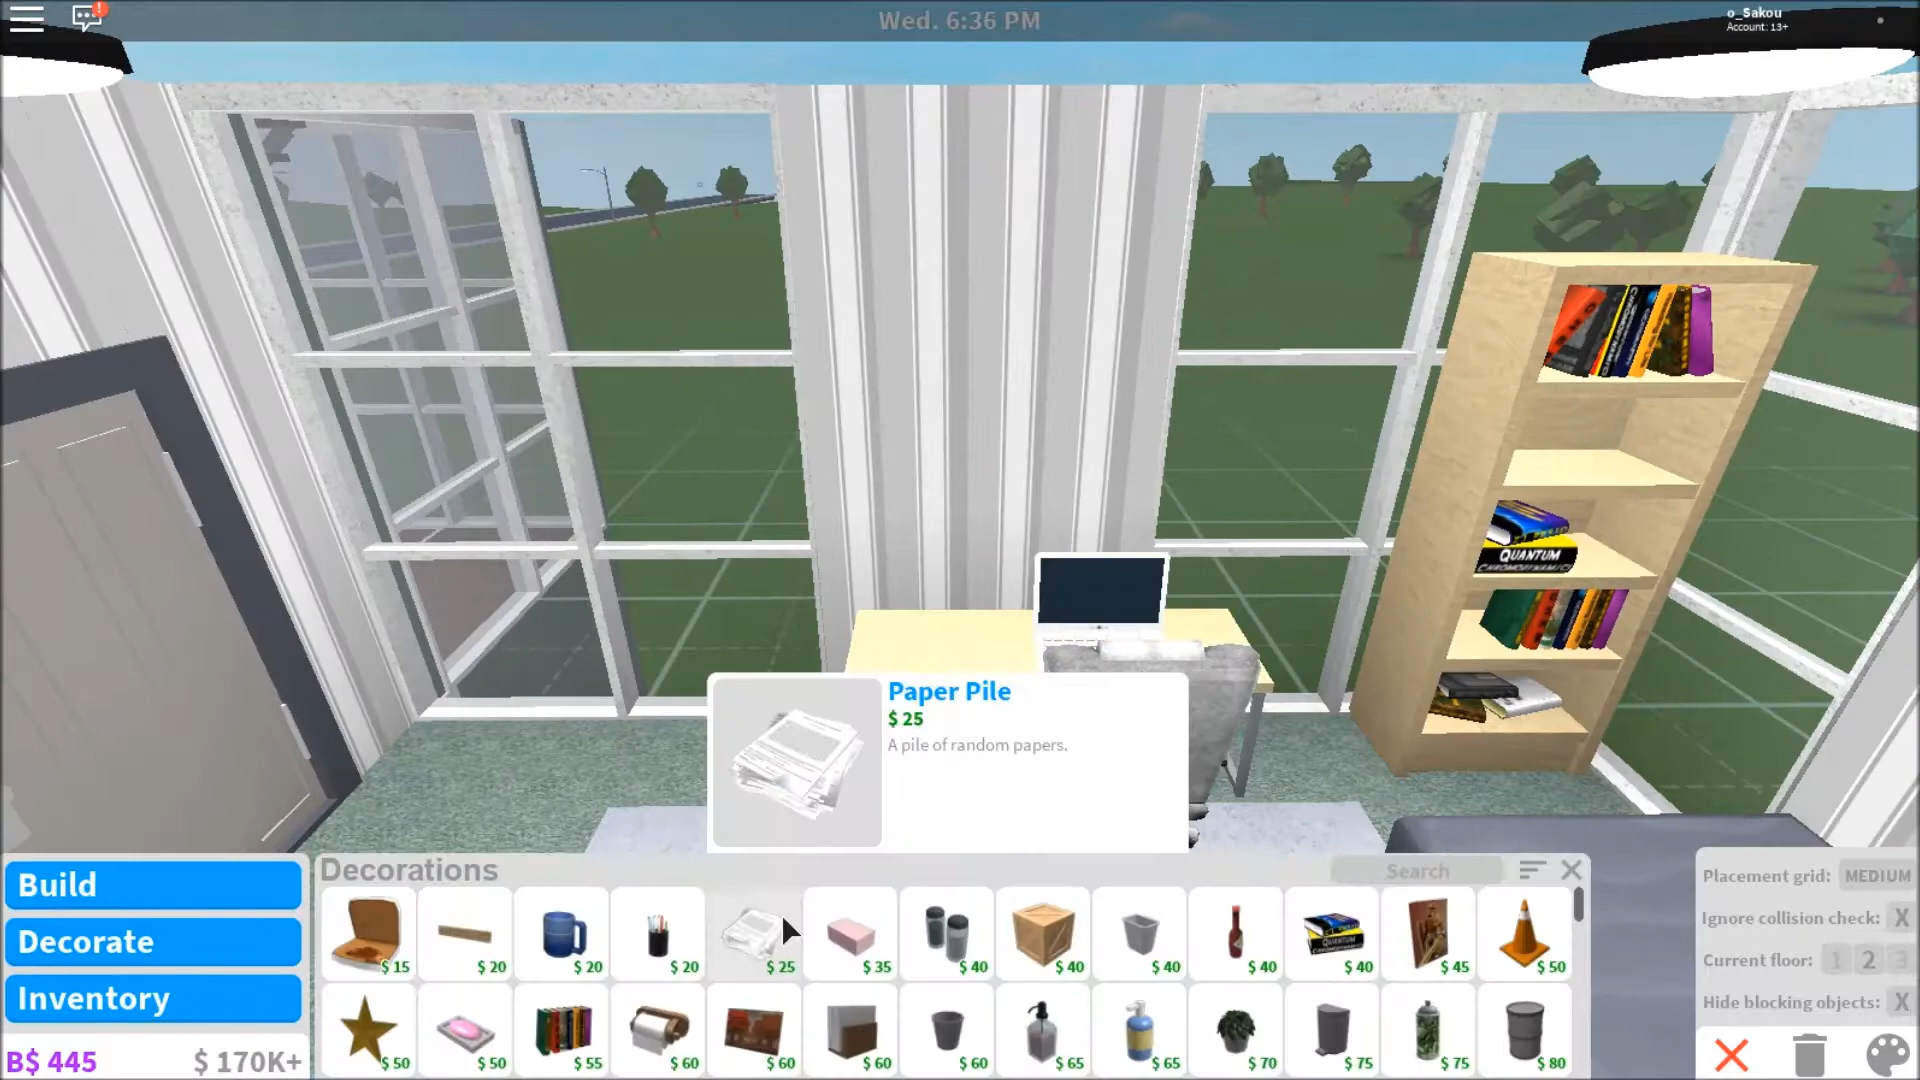 Wed. 6:36 PM
o_Sakou
Account: 13+
QUANTUM
CHROMODYNAMICS
Paper Pile
$ 25
A pile of random papers.
Build
Decorate
Inventory
B$ 445
$ 170K+
Decorations
Search
$ 15
$ 20
$ 20
$ 20
$ 25
$ 35
$ 40
$ 40
$ 40
$ 40
QUANTUM
$ 40
$ 45
$ 50
$ 50
$ 50
$ 55
$ 60
$ 60
$ 60
$ 60
$ 65
$ 65
$ 70
$ 75
$ 75
$ 80
Placement grid: MEDIUM
Ignore collision check: X
Current floor: 1 2 3
Hide blocking objects: X